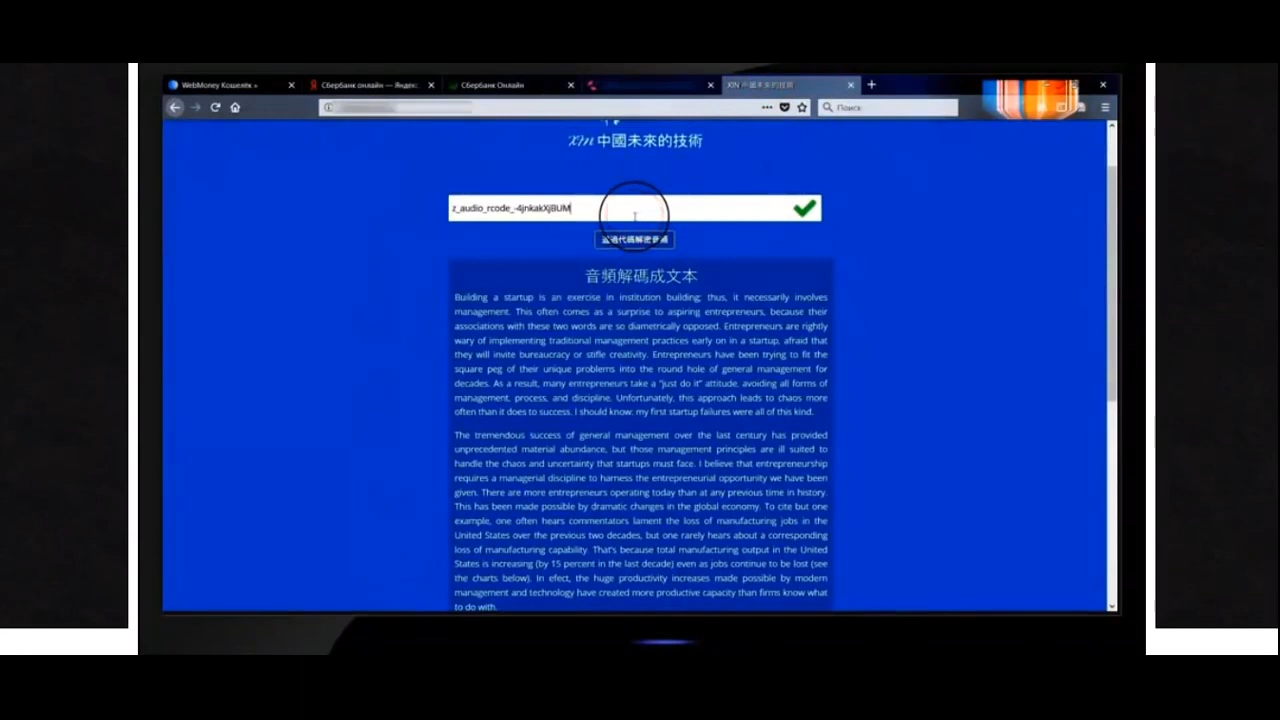 WebMoney Кошелек »
Сбербанк онлайн — Яндекс
Сбербанк Онлайн
XIN 中國未來的技術
Поиск
XIN 中國未來的技術
z_audio_rcode_-4jnkakXjBUM
音頻解碼成文本
Building a startup is an exercise in institution building; thus, it necessarily involves
management. This often comes as a surprise to aspiring entrepreneurs, because their
associations with these two words are so diametrically opposed. Entrepreneurs are rightly
wary of implementing traditional management practices early on in a startup, afraid that
they will invite bureaucracy or stifle creativity. Entrepreneurs have been trying to fit the
square peg of their unique problems into the round hole of general management for
decades. As a result, many entrepreneurs take a "just do it" attitude, avoiding all forms of
management, process, and discipline. Unfortunately, this approach leads to chaos more
often than it does to success. I should know: my first startup failures were all of this kind.
The tremendous success of general management over the last century has provided
unprecedented material abundance, but those management principles are ill suited to
handle the chaos and uncertainty that startups must face. I believe that entrepreneurship
requires a managerial discipline to harness the entrepreneurial opportunity we have been
given. There are more entrepreneurs operating today than at any previous time in history.
This has been made possible by dramatic changes in the global economy. To cite but one
example, one often hears commentators lament the loss of manufacturing jobs in the
United States over the previous two decades, but one rarely hears about a corresponding
loss of manufacturing capability. That's because total manufacturing output in the United
States is increasing (by 15 percent in the last decade) even as jobs continue to be lost (see
the charts below). In efect, the huge productivity increases made possible by modern
management and technology have created more productive capacity than firms know what
to do with.